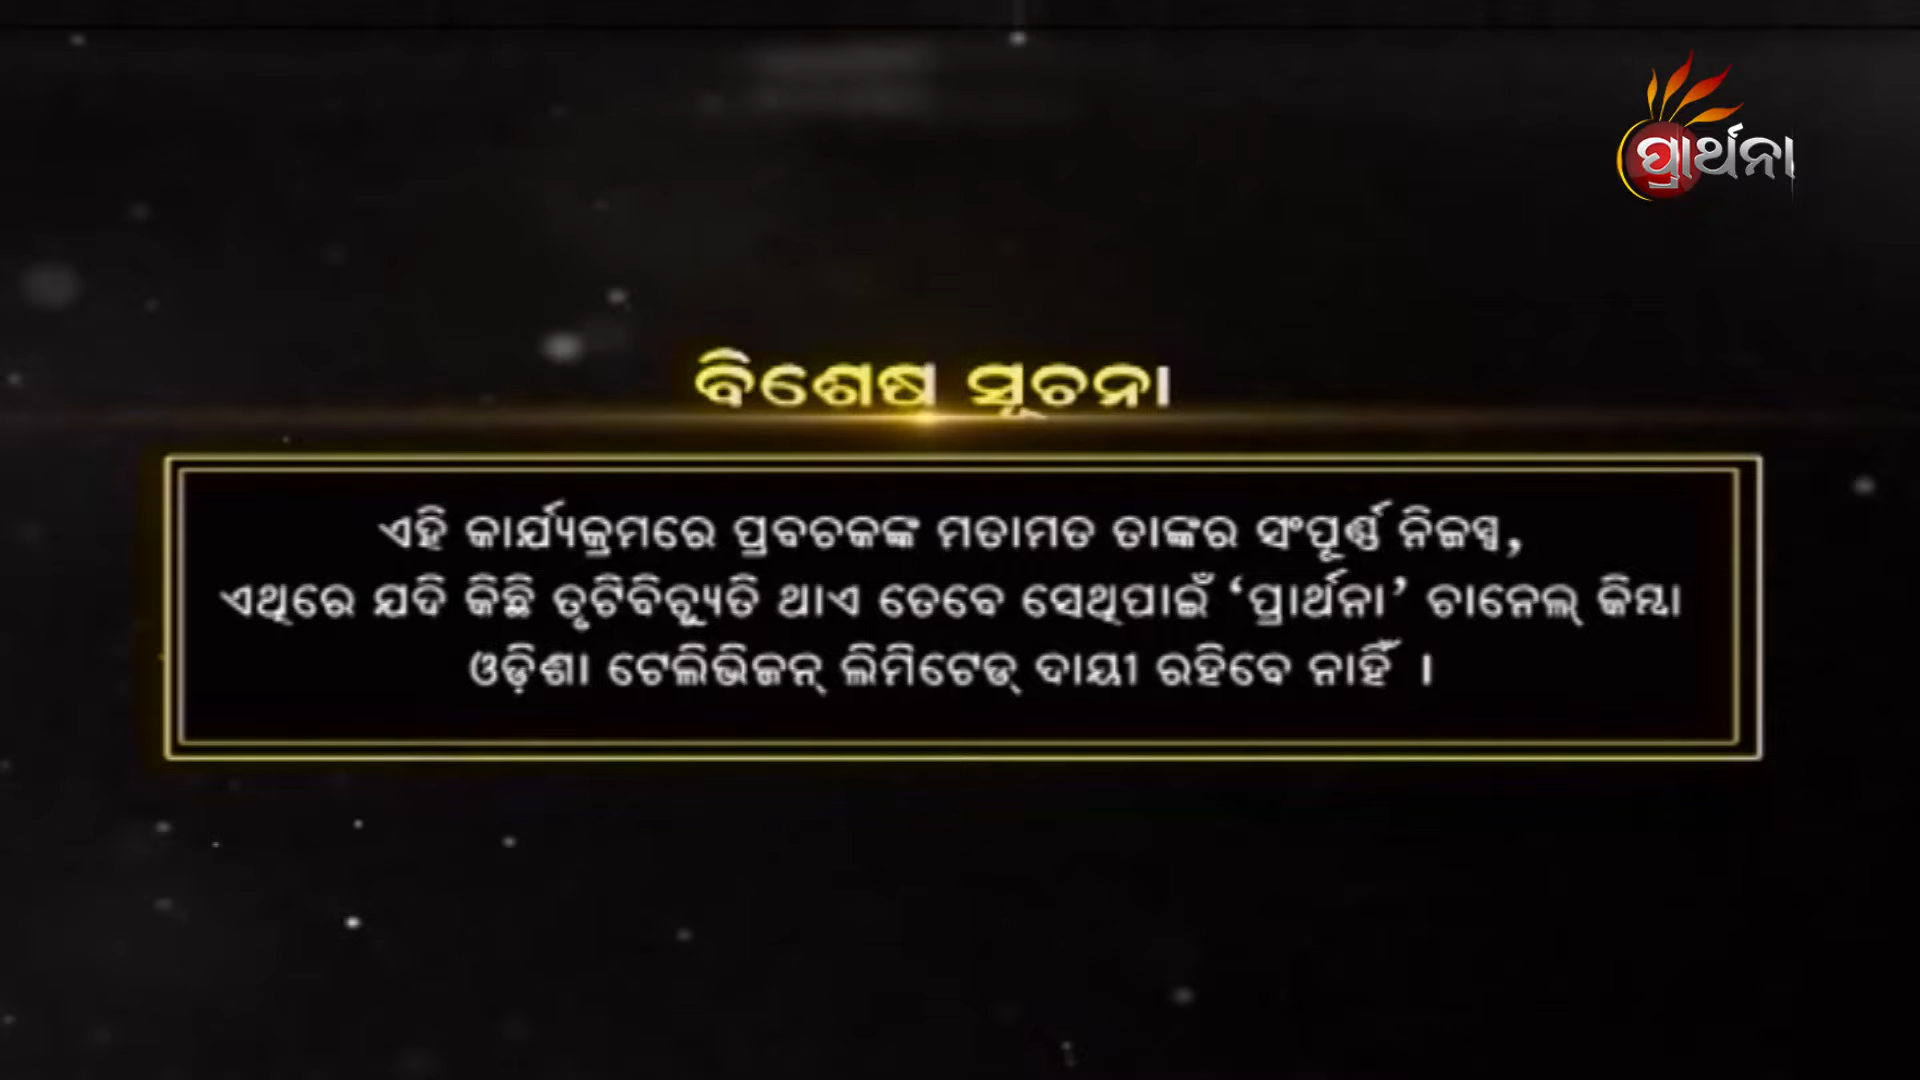 ପ୍ରାର୍ଥନା
ବିଶେଷ ସୂଚନା
ଏହି କାର୍ଯ୍ୟକ୍ରମରେ ପ୍ରବଚକଙ୍କ ମତାମତ ତାଙ୍କର ସଂପୂର୍ଣ୍ଣ ନିଜସ୍ୱ,
ଏଥିରେ ଯଦି କିଛି ତୃଟିବିଚ୍ୟୁତି ଥାଏ ତେବେ ସେଥିପାଇଁ ‘ପ୍ରାର୍ଥନା’ ଚାନେଲ୍ କିମ୍ୱା
ଓଡ଼ିଶା ଟେଲିଭିଜନ୍ ଲିମିଟେଡ୍ ଦାୟୀ ରହିବେ ନାହିଁ ।